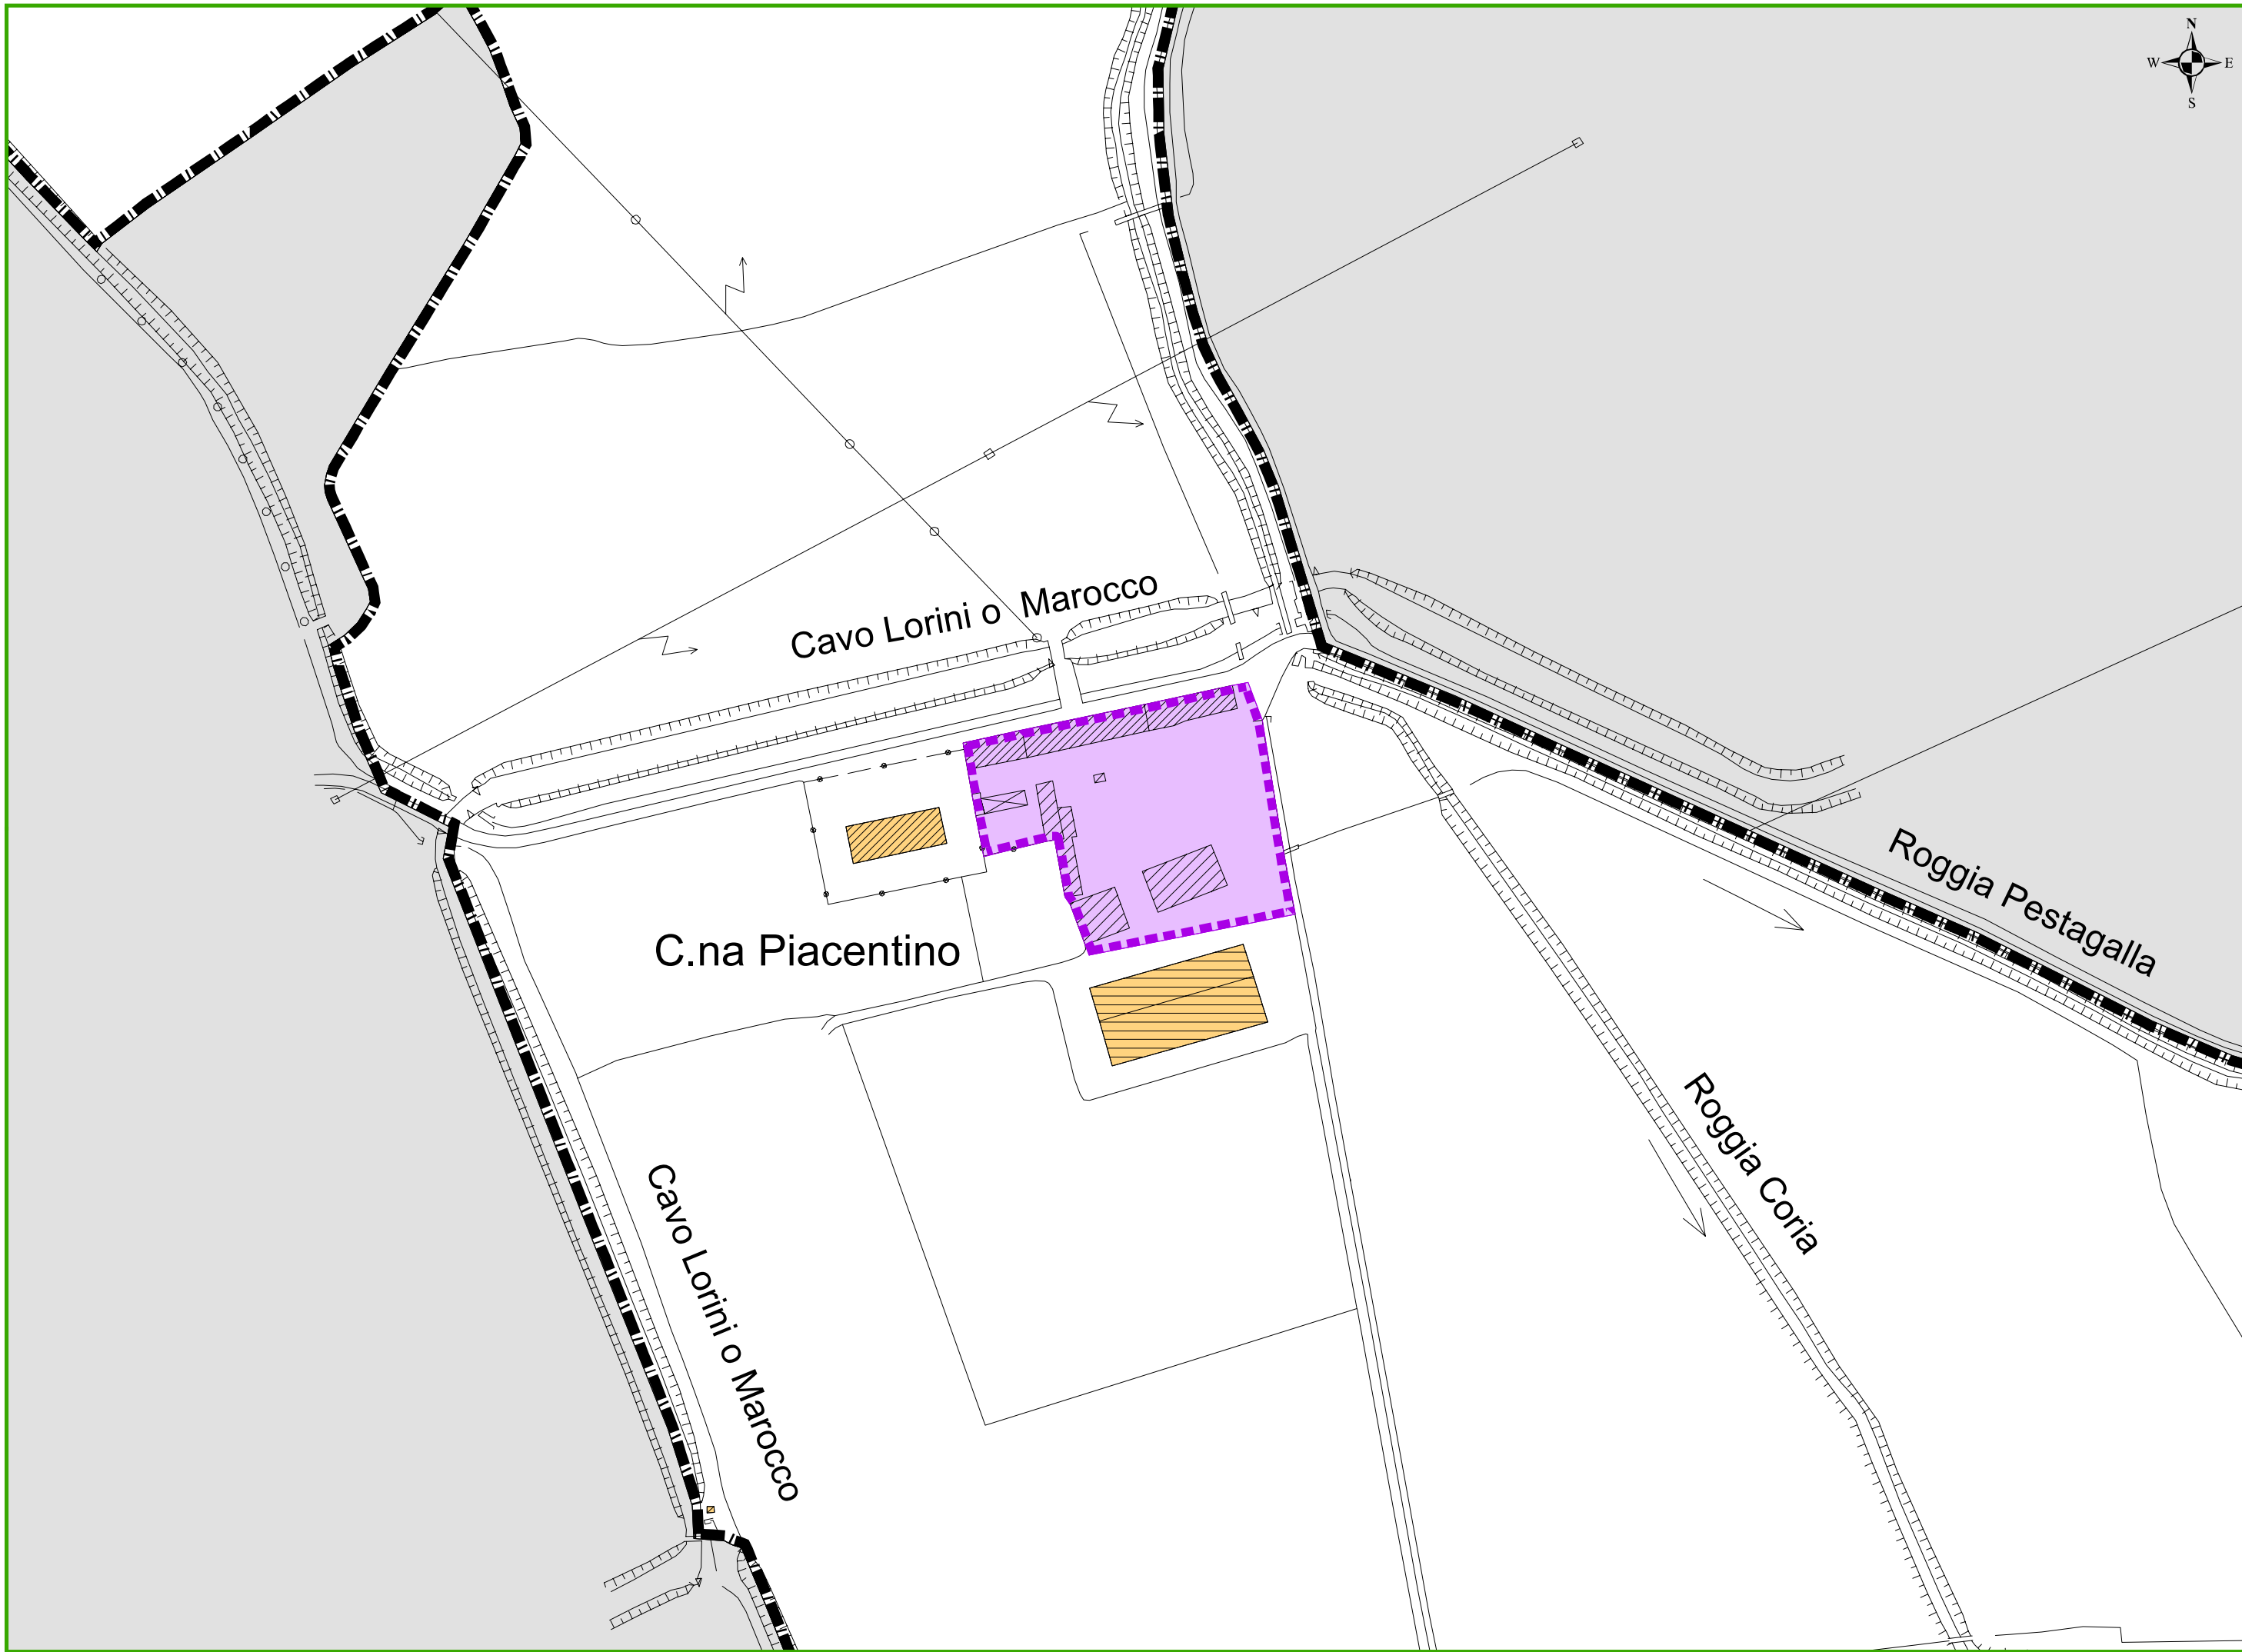 N
W E
S
Cavo Lorini o Marocco
Roggia Pestagalla
C.na Piacentino
Roggia Coria
Cavo Lorini o Marocco